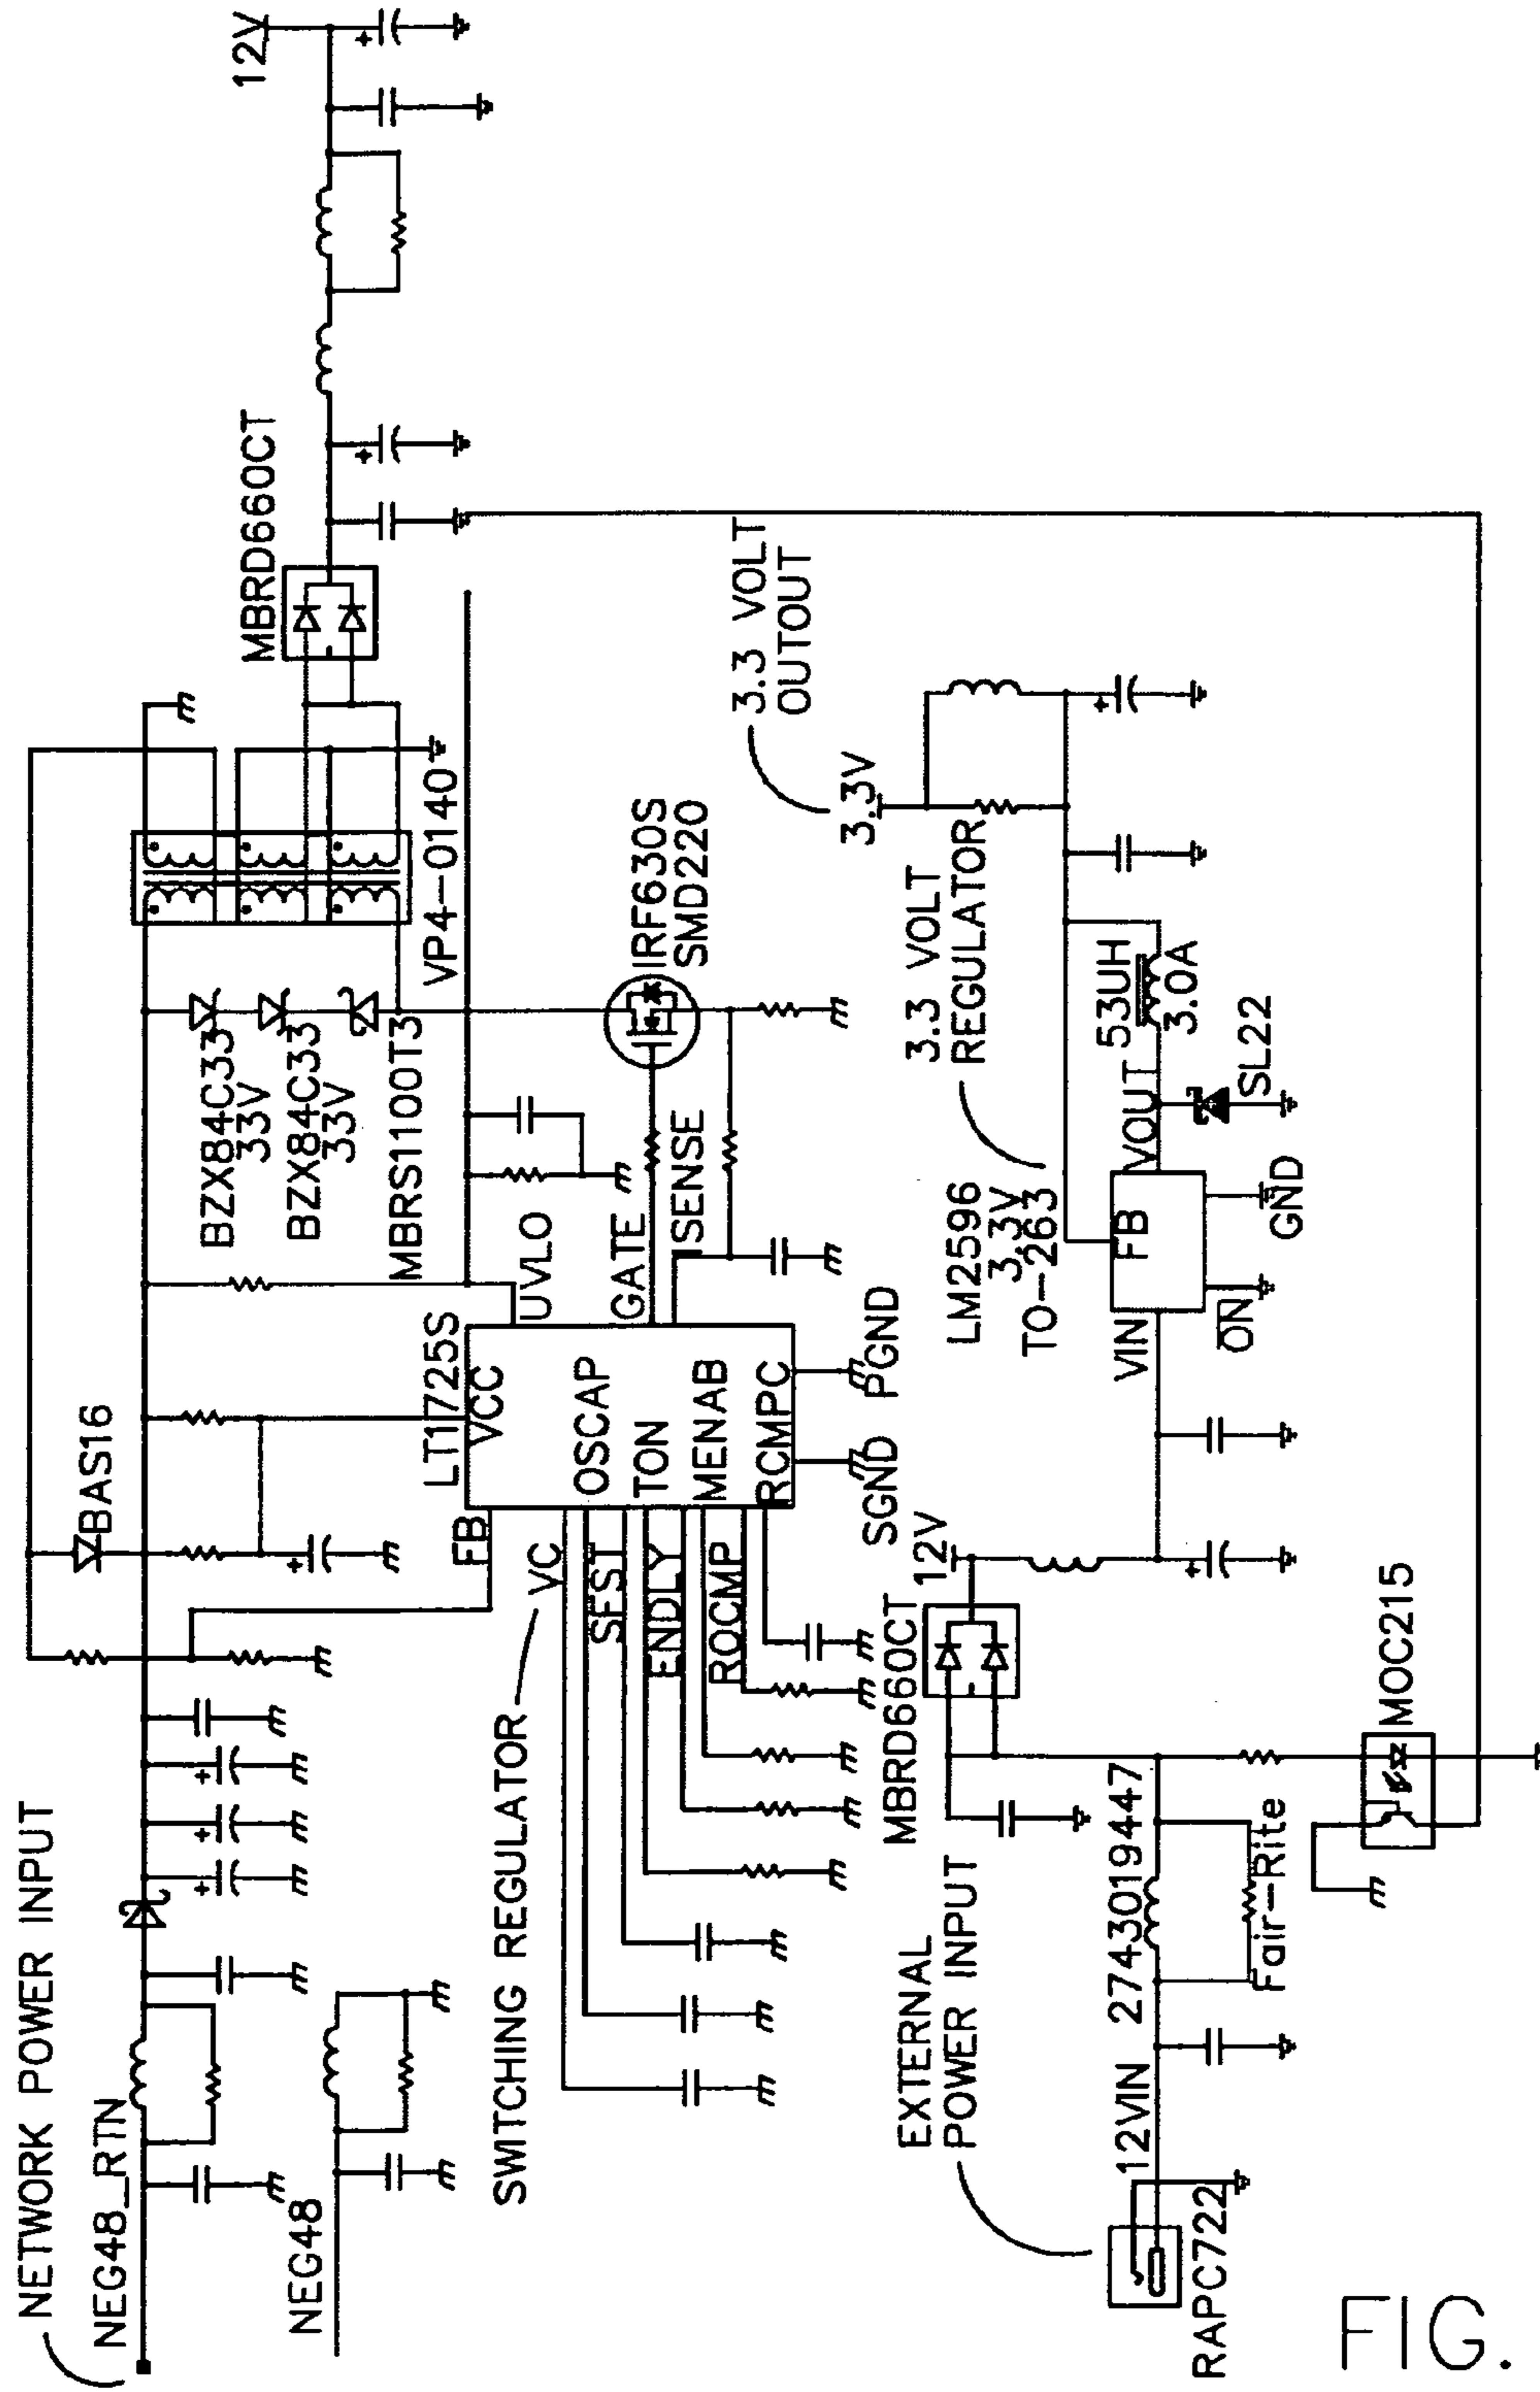 NETWORK POWER INPUT
NEG48_RTN
NEG48
BAS16
BZX84C33
33V
BZX84C33
33V
MBRS1100T3
VP4-0140
MBRD660CT
12V
SWITCHING REGULATOR
LT1725S
VCC
FB
VC
OSCAP
SFST
TON
ENDLY
MENAB
ROCMP
RCMPC
UVLO
GATE
ISENSE
SGND
PGND
IRF630S
SMD220
EXTERNAL
POWER INPUT
RAPC722
12VIN
2743019447
Fair-Rite
MBRD660CT
12V
MOC215
LM2596
3.3V
TO-263
VIN
FB
VOUT
ON
GND
3.3 VOLT
REGULATOR
53UH
3.0A
SL22
3.3V
3.3 VOLT
OUTOUT
FIG.